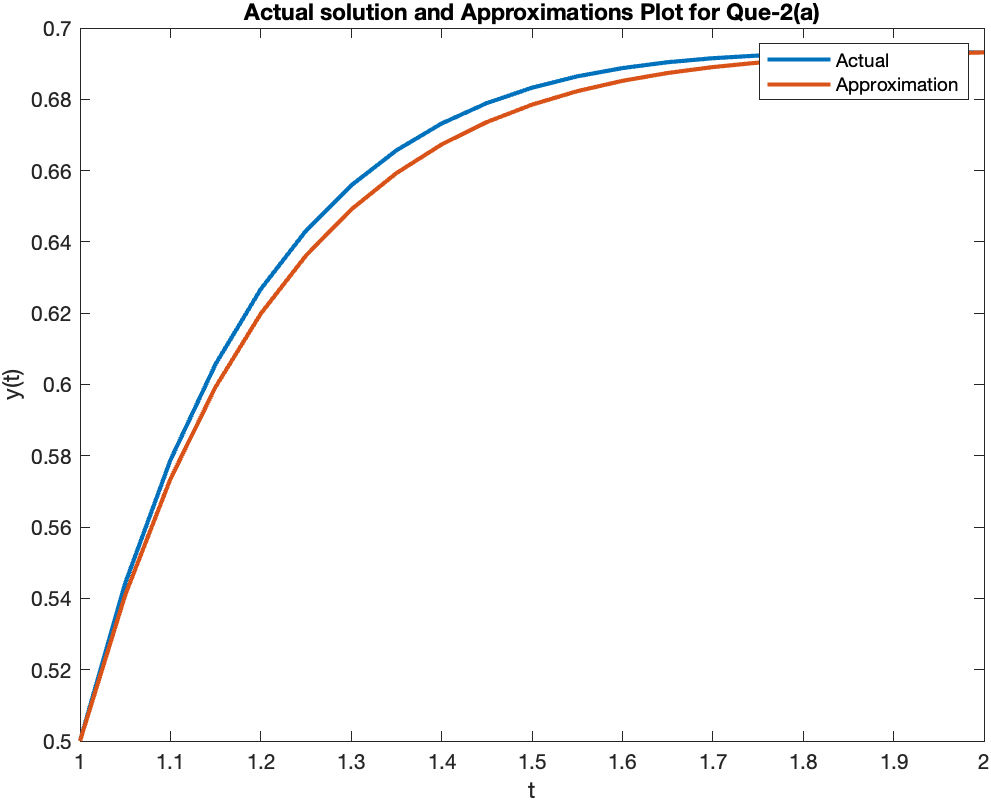 Actual solution and Approximations Plot for Que-2(a)
0.7
0.68
0.66
0.64
0.62
0.6
0.58
0.56
0.54
0.52
0.5
y(t)
Actual
Approximation
1 1.1 1.2 1.3 1.4 1.5 1.6 1.7 1.8 1.9 2
t